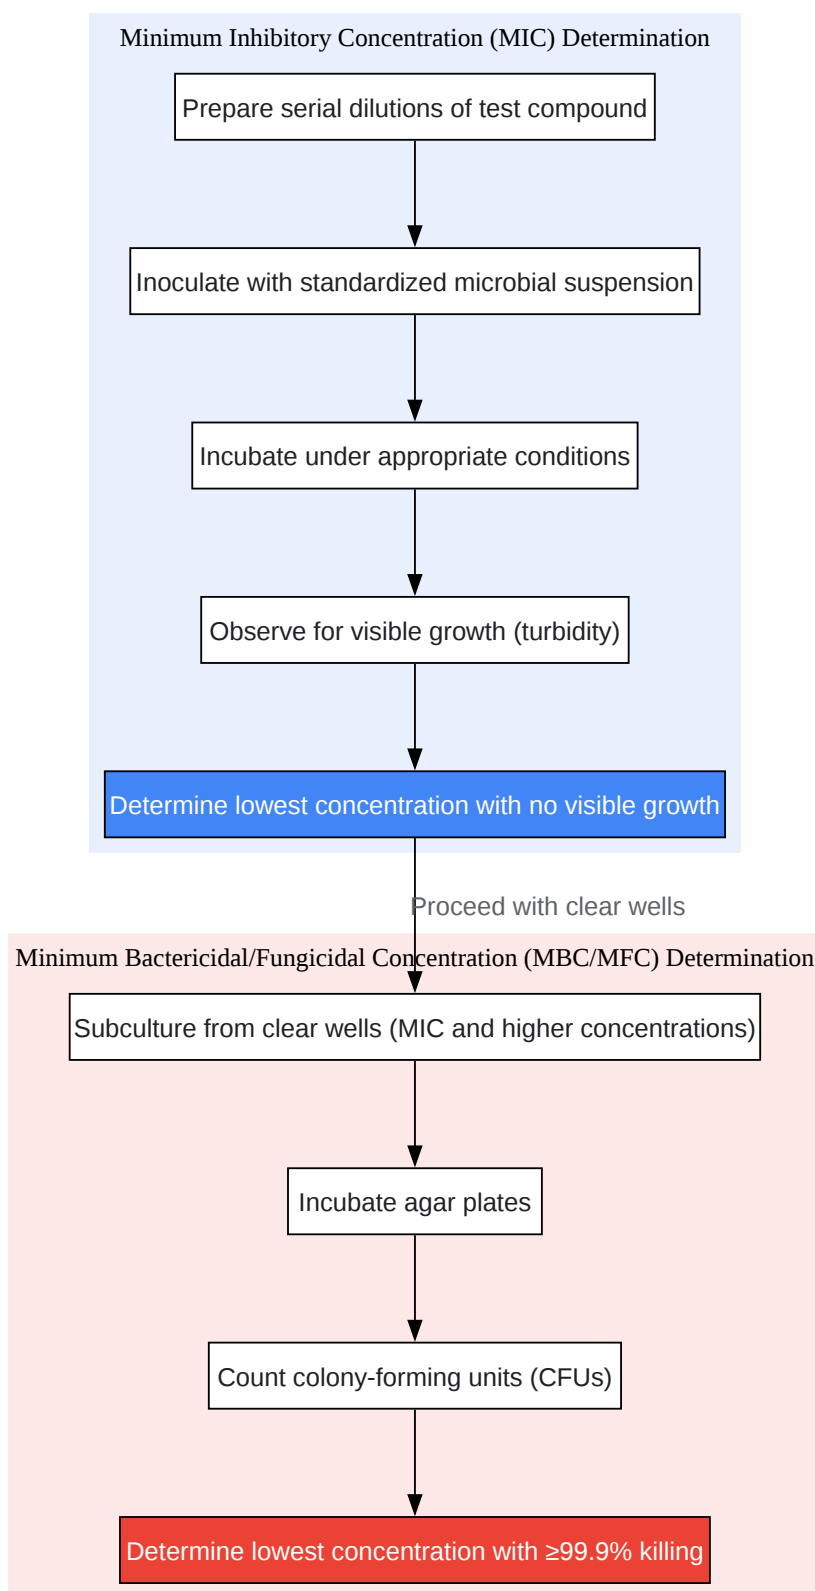 Minimum Inhibitory Concentration (MIC) Determination
Prepare serial dilutions of test compound
Inoculate with standardized microbial suspension
Incubate under appropriate conditions
Observe for visible growth (turbidity)
Determine lowest concentration with no visible growth
Proceed with clear wells
Minimum Bactericidal/Fungicidal Concentration (MBC/MFC) Determination
Subculture from clear wells (MIC and higher concentrations)
Incubate agar plates
Count colony-forming units (CFUs)
Determine lowest concentration with ≥99.9% killing